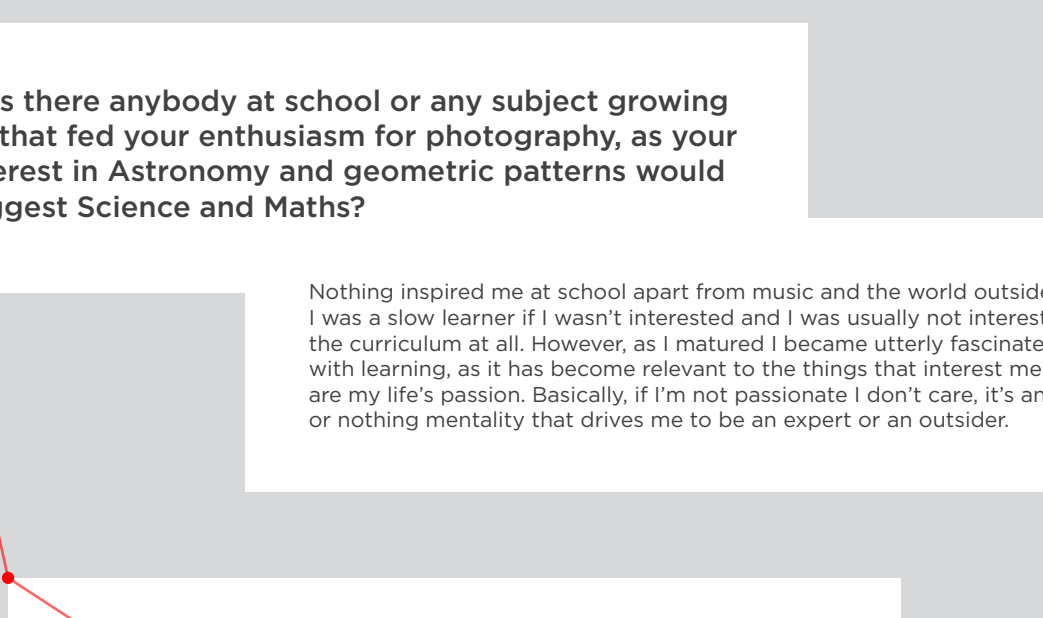 s there anybody at school or any subject growing
that fed your enthusiasm for photography, as your
erest in Astronomy and geometric patterns would
ggest Science and Maths?
Nothing inspired me at school apart from music and the world outside
I was a slow learner if I wasn’t interested and I was usually not interest
the curriculum at all. However, as I matured I became utterly fascinate
with learning, as it has become relevant to the things that interest me
are my life’s passion. Basically, if I’m not passionate I don’t care, it’s an
or nothing mentality that drives me to be an expert or an outsider.